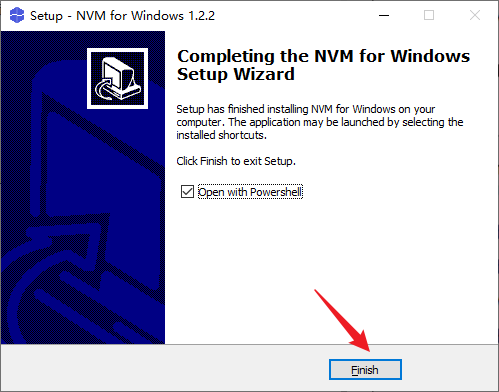 Setup - NVM for Windows 1.2.2
Completing the NVM for Windows
Setup Wizard
Setup has finished installing NVM for Windows on your
computer. The application may be launched by selecting the
installed shortcuts.
Click Finish to exit Setup.
Open with Powershell
Finish